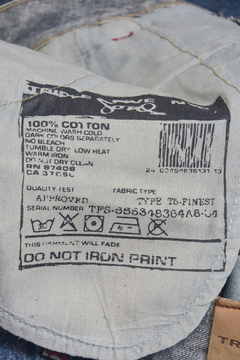 100% COTTON
MACHINE WASH COLD
DARK COLORS SEPARATELY
NO BLEACH
TUMBLE DRY LOW HEAT
WARM IRON
DO NOT DRY CLEAN
RN 87408
QUALITY TEST FABRIC TYPE
APPROVED TYPE T5-FINEST
SERIAL NUMBER
THIS GARMENT WILL FADE
DO NOT IRON PRINT
TR